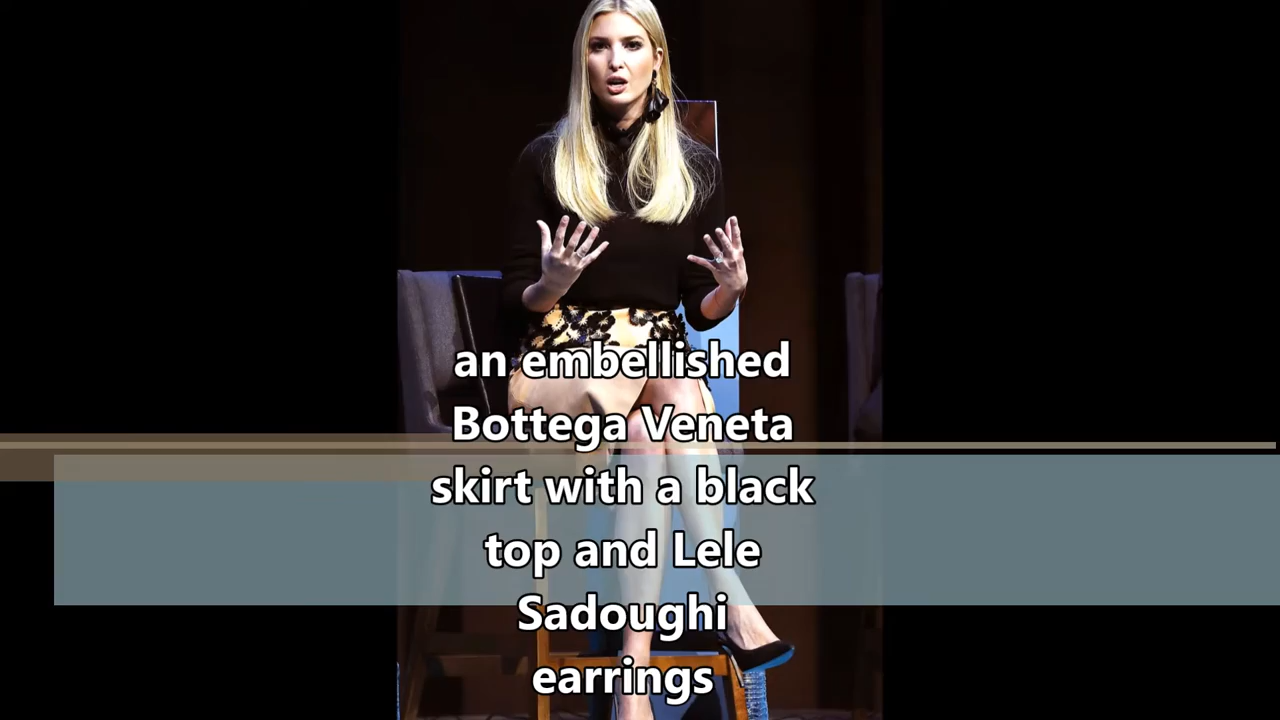 an embellished
Bottega Veneta
skirt with a black
top and Lele
Sadoughi
earrings